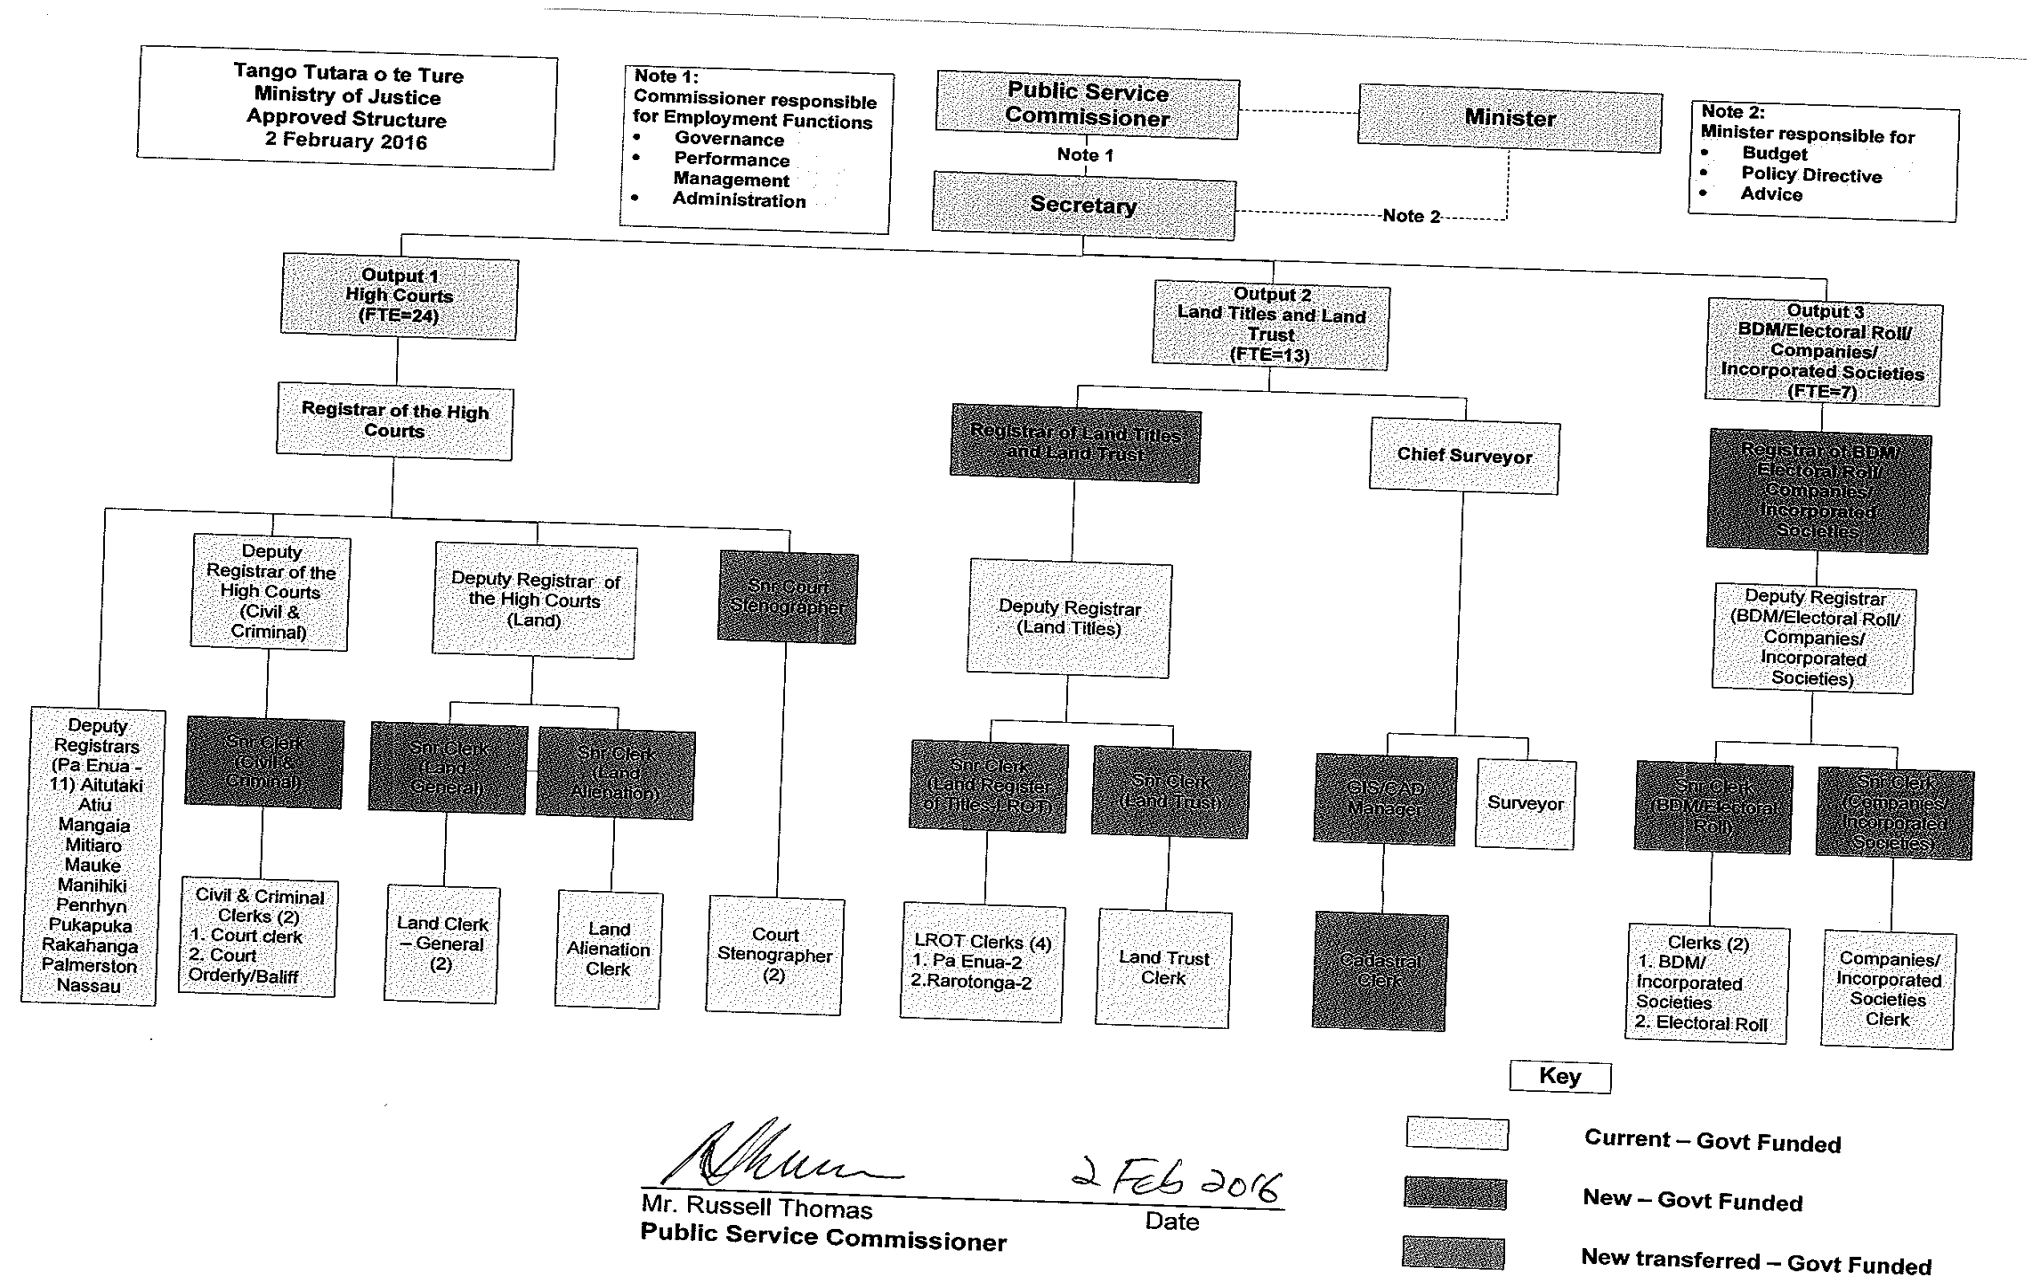 Tango Tutara o te Ture
Ministry of Justice
Approved Structure
2 February 2016
Note 1:
Commissioner responsible
for Employment Functions
• Governance
• Performance
Management
• Administration
Public Service
Commissioner
Minister
Note 2:
Minister responsible for
• Budget
• Policy Directive
• Advice
Note 1
Secretary
Note 2
Output 1
High Courts
(FTE=24)
Output 2
Land Titles and Land
Trust
(FTE=13)
Output 3
BDM/Electoral Roll/
Companies/
Incorporated Societies
(FTE=7)
Registrar of the High
Courts
Registrar of Land Titles
and Land Trust
Chief Surveyor
Registrar of BDM/
Electoral Roll/
Companies/
Incorporated
Societies
Deputy
Registrar of the
High Courts
(Civil &
Criminal)
Deputy Registrar of
the High Courts
(Land)
Snr Court
Stenographer
Deputy Registrar
(Land Titles)
Deputy Registrar
(BDM/Electoral Roll/
Companies/
Incorporated
Societies)
Deputy
Registrars
(Pa Enua -
11) Aitutaki
Atiu
Mangaia
Mitiaro
Mauke
Manihiki
Penrhyn
Pukapuka
Rakahanga
Palmerston
Nassau
Snr Clerk
(Civil &
Criminal)
Snr Clerk
(Land
General)
Snr Clerk
(Land
Alienation)
Snr Clerk
(Land Register
of Titles-LROT)
Snr Clerk
(Land Trust)
GIS/CAD
Manager
Surveyor
Snr Clerk
(BDM/Electoral
Roll)
Snr Clerk
(Companies/
Incorporated
Societies)
Civil & Criminal
Clerks (2)
1. Court clerk
2. Court
Orderly/Baliff
Land Clerk
– General
(2)
Land
Alienation
Clerk
Court
Stenographer
(2)
LROT Clerks (4)
1. Pa Enua-2
2.Rarotonga-2
Land Trust
Clerk
Cadastral
Clerk
Clerks (2)
1. BDM/
Incorporated
Societies
2. Electoral Roll
Companies/
Incorporated
Societies
Clerk
Key
Current – Govt Funded
New – Govt Funded
New transferred – Govt Funded
2 Feb 2016
Mr. Russell Thomas
Date
Public Service Commissioner